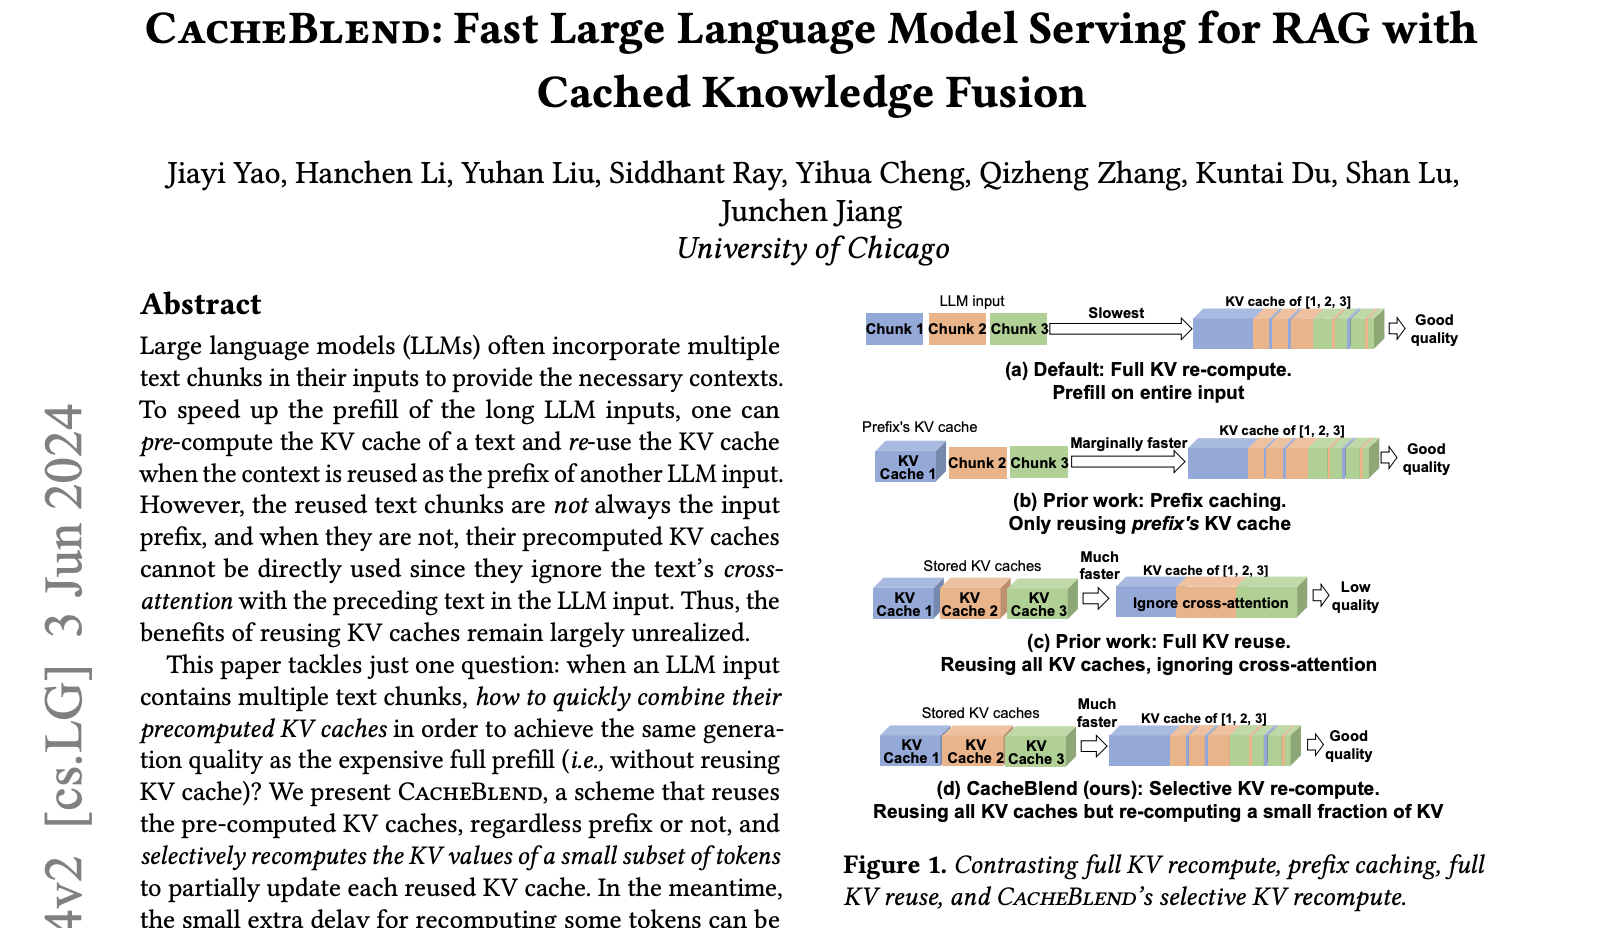 CacheBlend: Fast Large Language Model Serving for RAG with
Cached Knowledge Fusion
Jiayi Yao, Hanchen Li, Yuhan Liu, Siddhant Ray, Yihua Cheng, Qizheng Zhang, Kuntai Du, Shan Lu,
Junchen Jiang
University of Chicago
4v2 [cs.LG] 3 Jun 2024
Abstract
Large language models (LLMs) often incorporate multiple
text chunks in their inputs to provide the necessary contexts.
To speed up the prefill of the long LLM inputs, one can
pre-compute the KV cache of a text and re-use the KV cache
when the context is reused as the prefix of another LLM input.
However, the reused text chunks are not always the input
prefix, and when they are not, their precomputed KV caches
cannot be directly used since they ignore the text's cross-
attention with the preceding text in the LLM input. Thus, the
benefits of reusing KV caches remain largely unrealized.
This paper tackles just one question: when an LLM input
contains multiple text chunks, how to quickly combine their
precomputed KV caches in order to achieve the same genera-
tion quality as the expensive full prefill (i.e., without reusing
KV cache)? We present CacheBlend, a scheme that reuses
the pre-computed KV caches, regardless prefix or not, and
selectively recomputes the KV values of a small subset of tokens
to partially update each reused KV cache. In the meantime,
the small extra delay for recomputing some tokens can be
LLM input
Chunk 1 Chunk 2 Chunk 3
Slowest
KV cache of [1, 2, 3]
Good
quality
(a) Default: Full KV re-compute.
Prefill on entire input
Prefix's KV cache
KV
Cache 1
Chunk 2 Chunk 3
Marginally faster
KV cache of [1, 2, 3]
Good
quality
(b) Prior work: Prefix caching.
Only reusing prefix's KV cache
Stored KV caches
KV
Cache 1
KV
Cache 2
KV
Cache 3
Much
faster
KV cache of [1, 2, 3]
Ignore cross-attention
Low
quality
(c) Prior work: Full KV reuse.
Reusing all KV caches, ignoring cross-attention
Stored KV caches
KV
Cache 1
KV
Cache 2
KV
Cache 3
Much
faster
KV cache of [1, 2, 3]
Good
quality
(d) CacheBlend (ours): Selective KV re-compute.
Reusing all KV caches but re-computing a small fraction of KV
Figure 1. Contrasting full KV recompute, prefix caching, full
KV reuse, and CacheBlend's selective KV recompute.